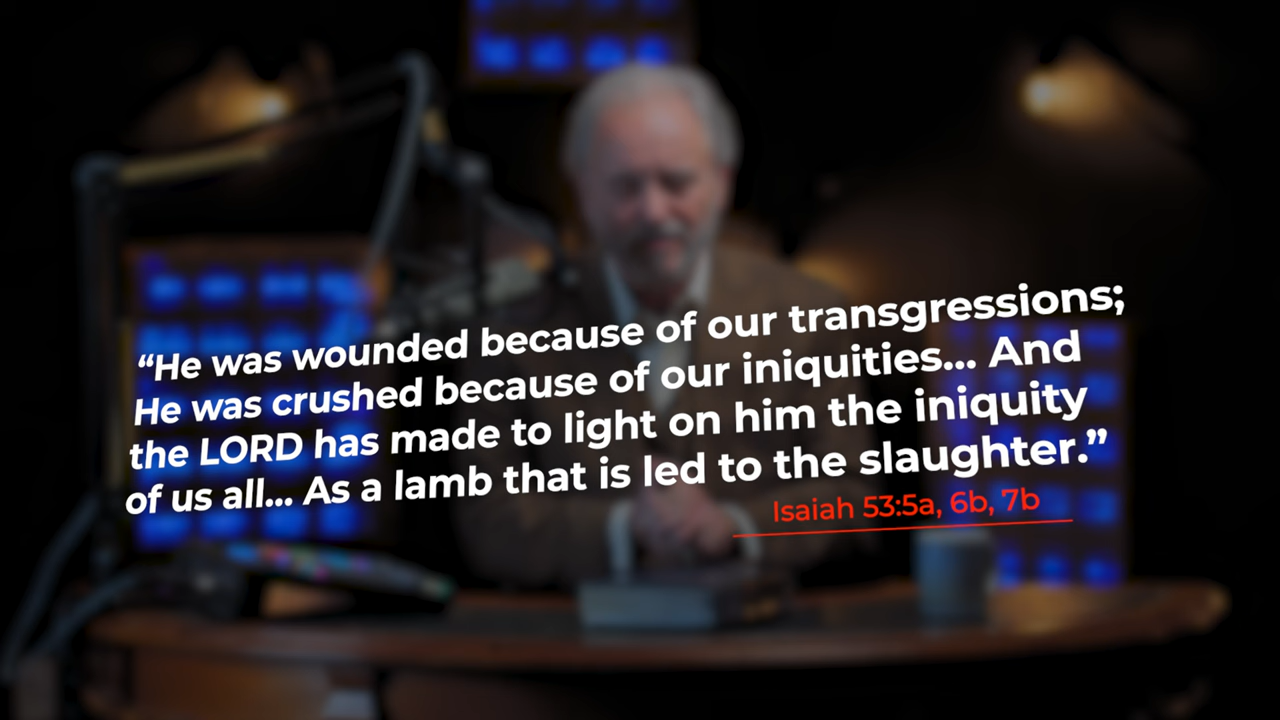 “He was wounded because of our transgressions;
He was crushed because of our iniquities... And
the LORD has made to light on him the iniquity
of us all... As a lamb that is led to the slaughter.”
Isaiah 53:5a, 6b, 7b